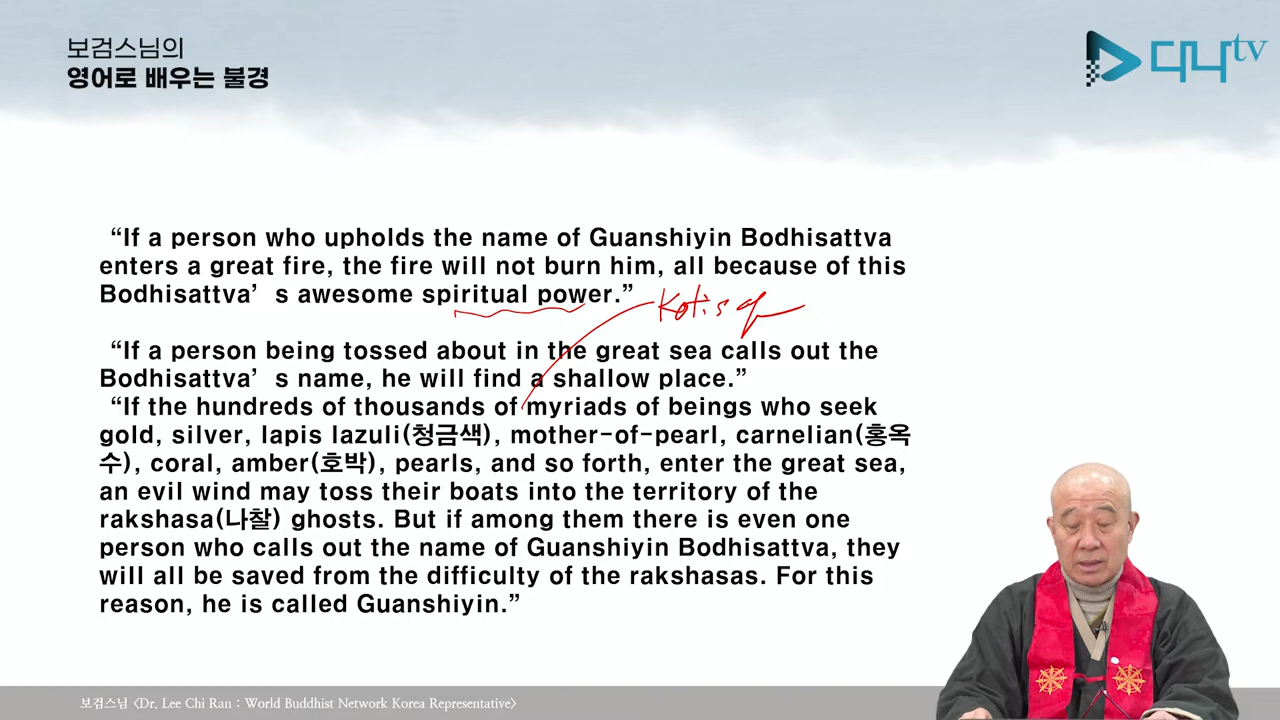 보검스님의
영어로 배우는 불경
디나tv
“If a person who upholds the name of Guanshiyin Bodhisattva
enters a great fire, the fire will not burn him, all because of this
Bodhisattva’s awesome spiritual power.”
Kotis of
“If a person being tossed about in the great sea calls out the
Bodhisattva’s name, he will find a shallow place.”
“If the hundreds of thousands of myriads of beings who seek
gold, silver, lapis lazuli(청금색), mother-of-pearl, carnelian(홍옥
수), coral, amber(호박), pearls, and so forth, enter the great sea,
an evil wind may toss their boats into the territory of the
rakshasa(나찰) ghosts. But if among them there is even one
person who calls out the name of Guanshiyin Bodhisattva, they
will all be saved from the difficulty of the rakshasas. For this
reason, he is called Guanshiyin.”
보검스님 <Dr. Lee Chi Ran : World Buddhist Network Korea Representative>